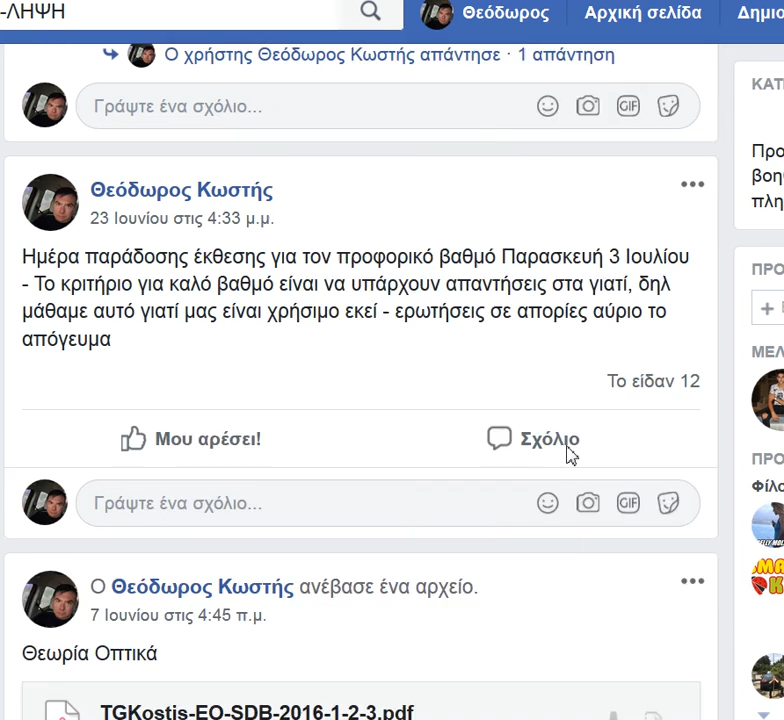 -ΛΗΨΗ
Θεόδωρος
Αρχική σελίδα
Ο χρήστης Θεόδωρος Κωστής απάντησε · 1 απάντηση
Γράψτε ένα σχόλιο...
GIF
Θεόδωρος Κωστής
23 Ιουνίου στις 4:33 μ.μ.
Ημέρα παράδοσης έκθεσης για τον προφορικό βαθμό Παρασκευή 3 Ιουλίου
- Το κριτήριο για καλό βαθμό είναι να υπάρχουν απαντήσεις στα γιατί, δηλ
μάθαμε αυτό γιατί μας είναι χρήσιμο εκεί - ερωτήσεις σε απορίες αύριο το
απόγευμα
Το είδαν 12
Μου αρέσει!
Σχόλιο
Γράψτε ένα σχόλιο...
GIF
Ο Θεόδωρος Κωστής ανέβασε ένα αρχείο.
7 Ιουνίου στις 4:45 π.μ.
Θεωρία Οπτικά
TGKostis-EO-SDB-2016-1-2-3.pdf